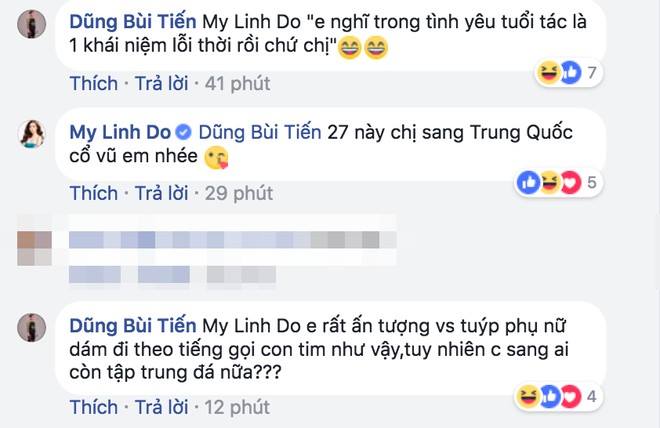 Dũng Bùi Tiến My Linh Do "e nghĩ trong tình yêu tuổi tác là
1 khái niệm lỗi thời rồi chứ chị"😄😄
7
Thích · Trả lời · 41 phút
My Linh Do Dũng Bùi Tiến 27 này chị sang Trung Quốc
cổ vũ em nhée 😘
5
Thích · Trả lời · 29 phút
Dũng Bùi Tiến My Linh Do e rất ấn tượng vs tuýp phụ nữ
dám đi theo tiếng gọi con tim như vậy,tuy nhiên c sang ai
còn tập trung đá nữa???
4
Thích · Trả lời · 12 phút